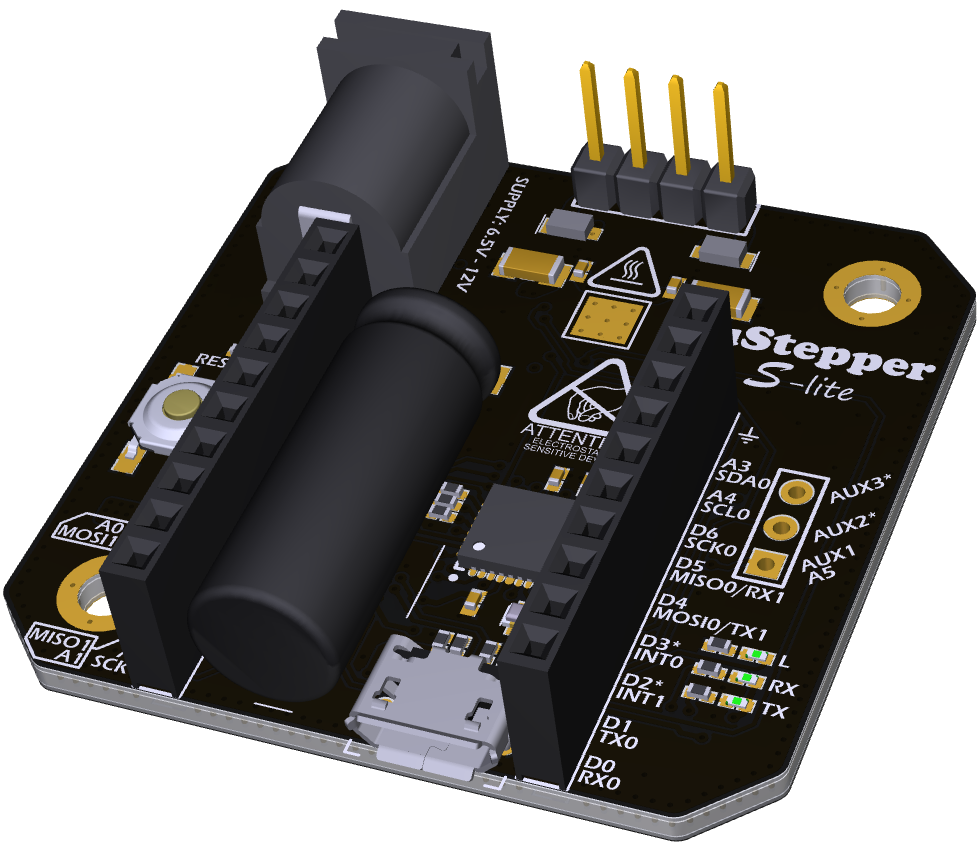 SUPPLY: 6.5V - 12V
Stepper
S-lite
RES
ATTENTI
ELECTROSTA
SENSITIVE DEV
A3
SDA0
A4
SCL0
D6
SCK0
D5
MISO0/RX1
D4
MOSI0/TX1
D3*
INT0
D2*
INT1
D1
TX0
D0
RX0
AUX3*
AUX2*
AUX1
A5
L
RX
TX
A0
MOSI1
MISO1
A1
SCK